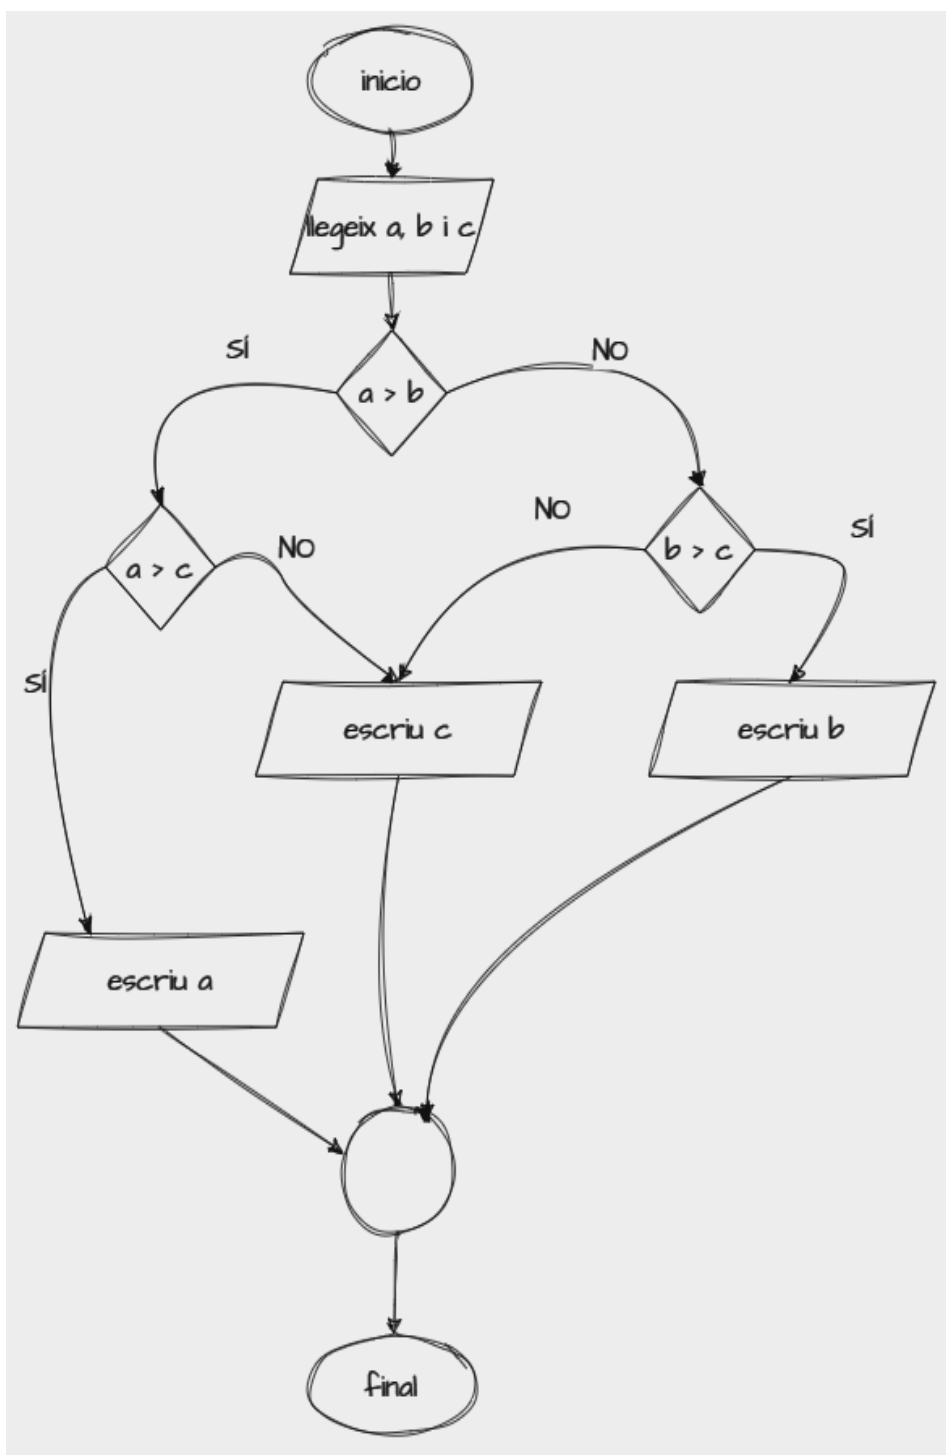 inicio
llegeix a, b i c
SÍ
NO
a > b
NO
SÍ
a > c
NO
b > c
SÍ
escriu c
escriu b
escriu a
final